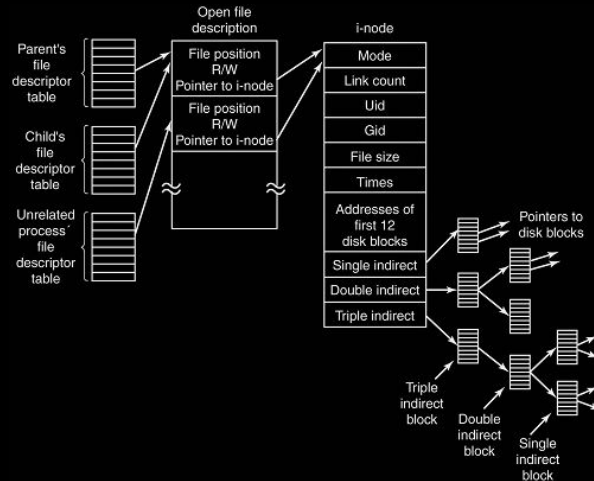 Open file
description
i-node
Parent's
file
descriptor
table
File position
R/W
Pointer to i-node
File position
R/W
Pointer to i-node
Child's
file
descriptor
table
Unrelated
process´
file
descriptor
table
Mode
Link count
Uid
Gid
File size
Times
Addresses of
first 12
disk blocks
Single indirect
Double indirect
Triple indirect
Pointers to
disk blocks
Triple
indirect
block
Double
indirect
block
Single
indirect
block